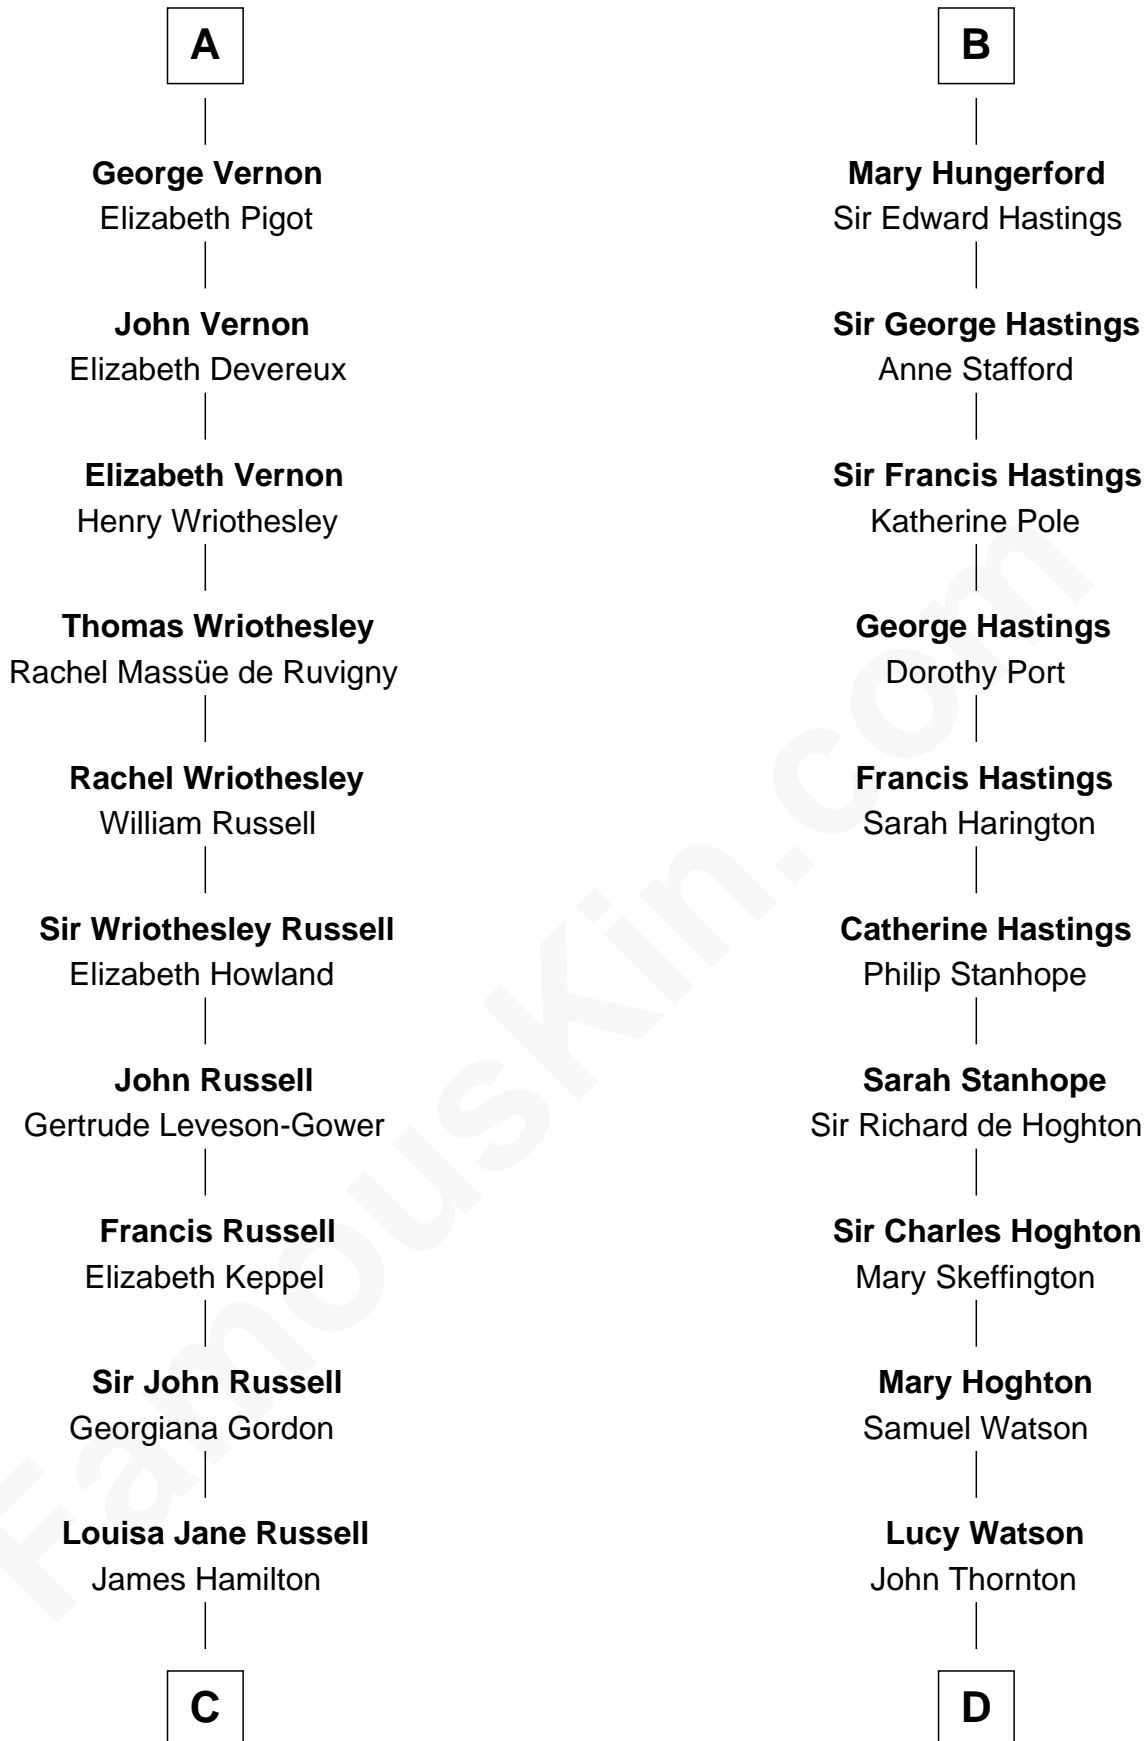 A
George Vernon
Elizabeth Pigot
John Vernon
Elizabeth Devereux
Elizabeth Vernon
Henry Wriothesley
Thomas Wriothesley
Rachel Massüe de Ruvigny
Rachel Wriothesley
William Russell
Sir Wriothesley Russell
Elizabeth Howland
John Russell
Gertrude Leveson-Gower
Francis Russell
Elizabeth Keppel
Sir John Russell
Georgiana Gordon
Louisa Jane Russell
James Hamilton
C
B
Mary Hungerford
Sir Edward Hastings
Sir George Hastings
Anne Stafford
Sir Francis Hastings
Katherine Pole
George Hastings
Dorothy Port
Francis Hastings
Sarah Harington
Catherine Hastings
Philip Stanhope
Sarah Stanhope
Sir Richard de Hoghton
Sir Charles Hoghton
Mary Skeffington
Mary Hoghton
Samuel Watson
Lucy Watson
John Thornton
D
FamousKin.com